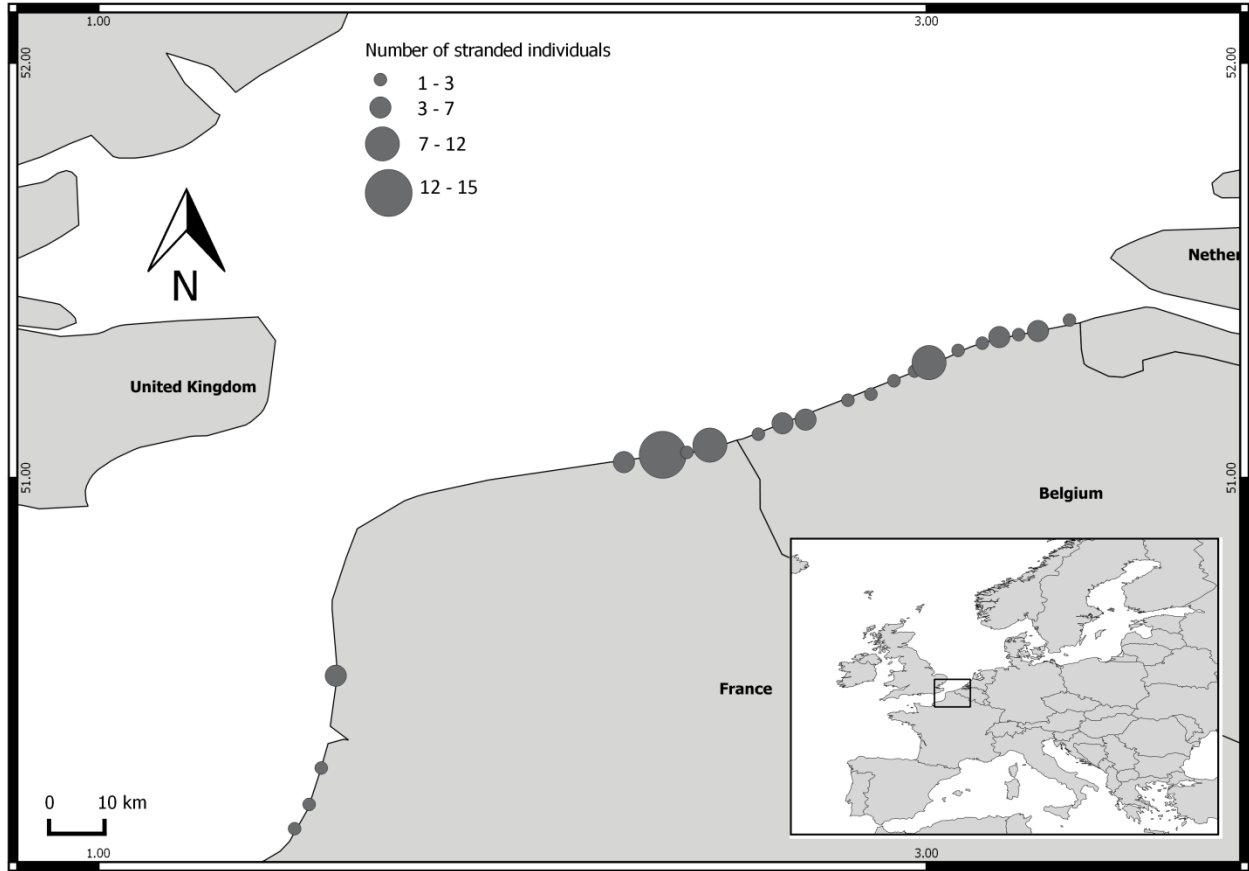 1.00
3.00
52.00
52.00
Number of stranded individuals
1 - 3
3 - 7
7 - 12
12 - 15
N
Nether
United Kingdom
51.00
51.00
Belgium
France
0 10 km
1.00
3.00